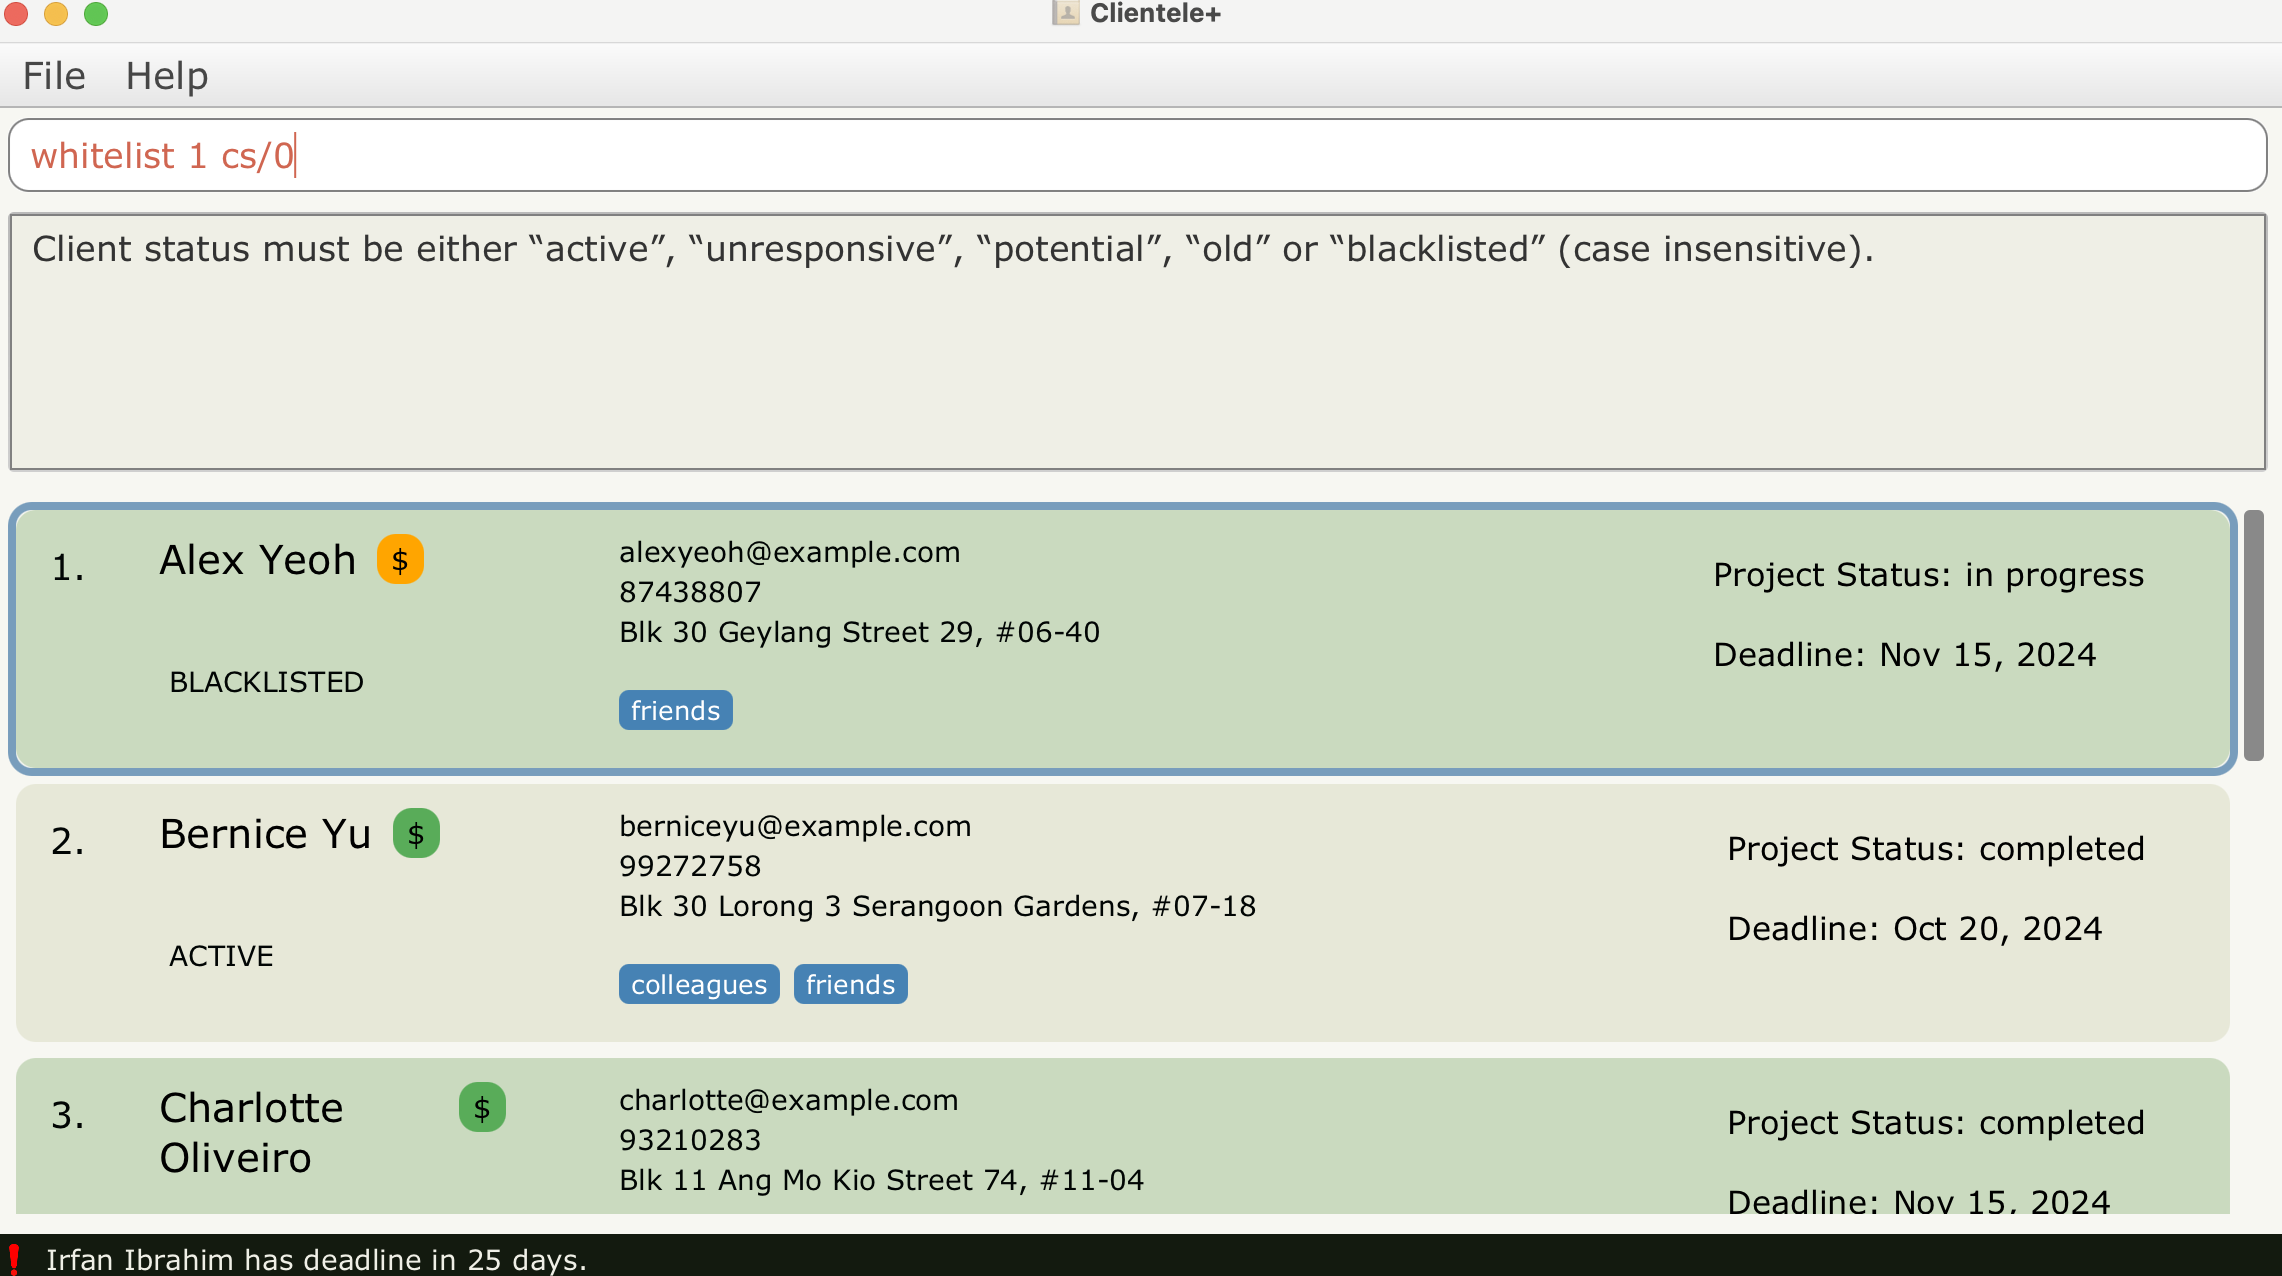 Clientele+
File Help
whitelist 1 cs/0
Client status must be either “active”, “unresponsive”, “potential”, “old” or “blacklisted” (case insensitive).
1. Alex Yeoh $
BLACKLISTED
alexyeoh@example.com
87438807
Blk 30 Geylang Street 29, #06-40
friends
Project Status: in progress
Deadline: Nov 15, 2024
2. Bernice Yu $
ACTIVE
berniceyu@example.com
99272758
Blk 30 Lorong 3 Serangoon Gardens, #07-18
colleagues friends
Project Status: completed
Deadline: Oct 20, 2024
3. Charlotte $
Oliveiro
charlotte@example.com
93210283
Blk 11 Ang Mo Kio Street 74, #11-04
Project Status: completed
Deadline: Nov 15, 2024
! Irfan Ibrahim has deadline in 25 days.